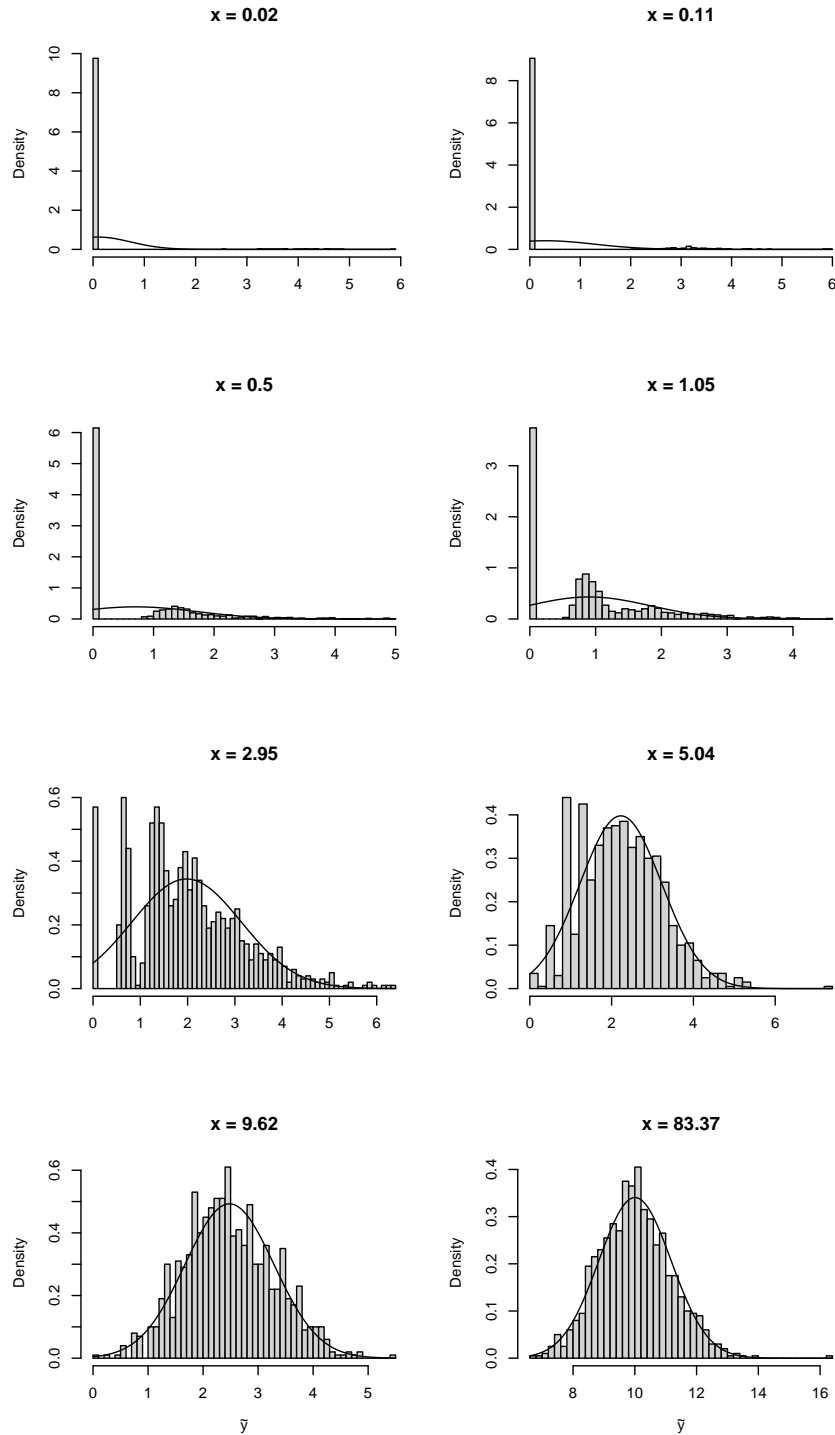 x = 0.02
Density
0 2 4 6 8 10
0 1 2 3 4 5 6
x = 0.11
Density
0 2 4 6 8
0 1 2 3 4 5 6
x = 0.5
Density
0 1 2 3 4 5 6
0 1 2 3 4 5
x = 1.05
Density
0 1 2 3
0 1 2 3 4
x = 2.95
Density
0.0 0.2 0.4 0.6
0 1 2 3 4 5 6
x = 5.04
Density
0.0 0.1 0.2 0.3 0.4
0 2 4 6
x = 9.62
Density
0.0 0.2 0.4 0.6
0 1 2 3 4 5
ỹ
x = 83.37
Density
0.0 0.1 0.2 0.3 0.4
8 10 12 14 16
ỹ